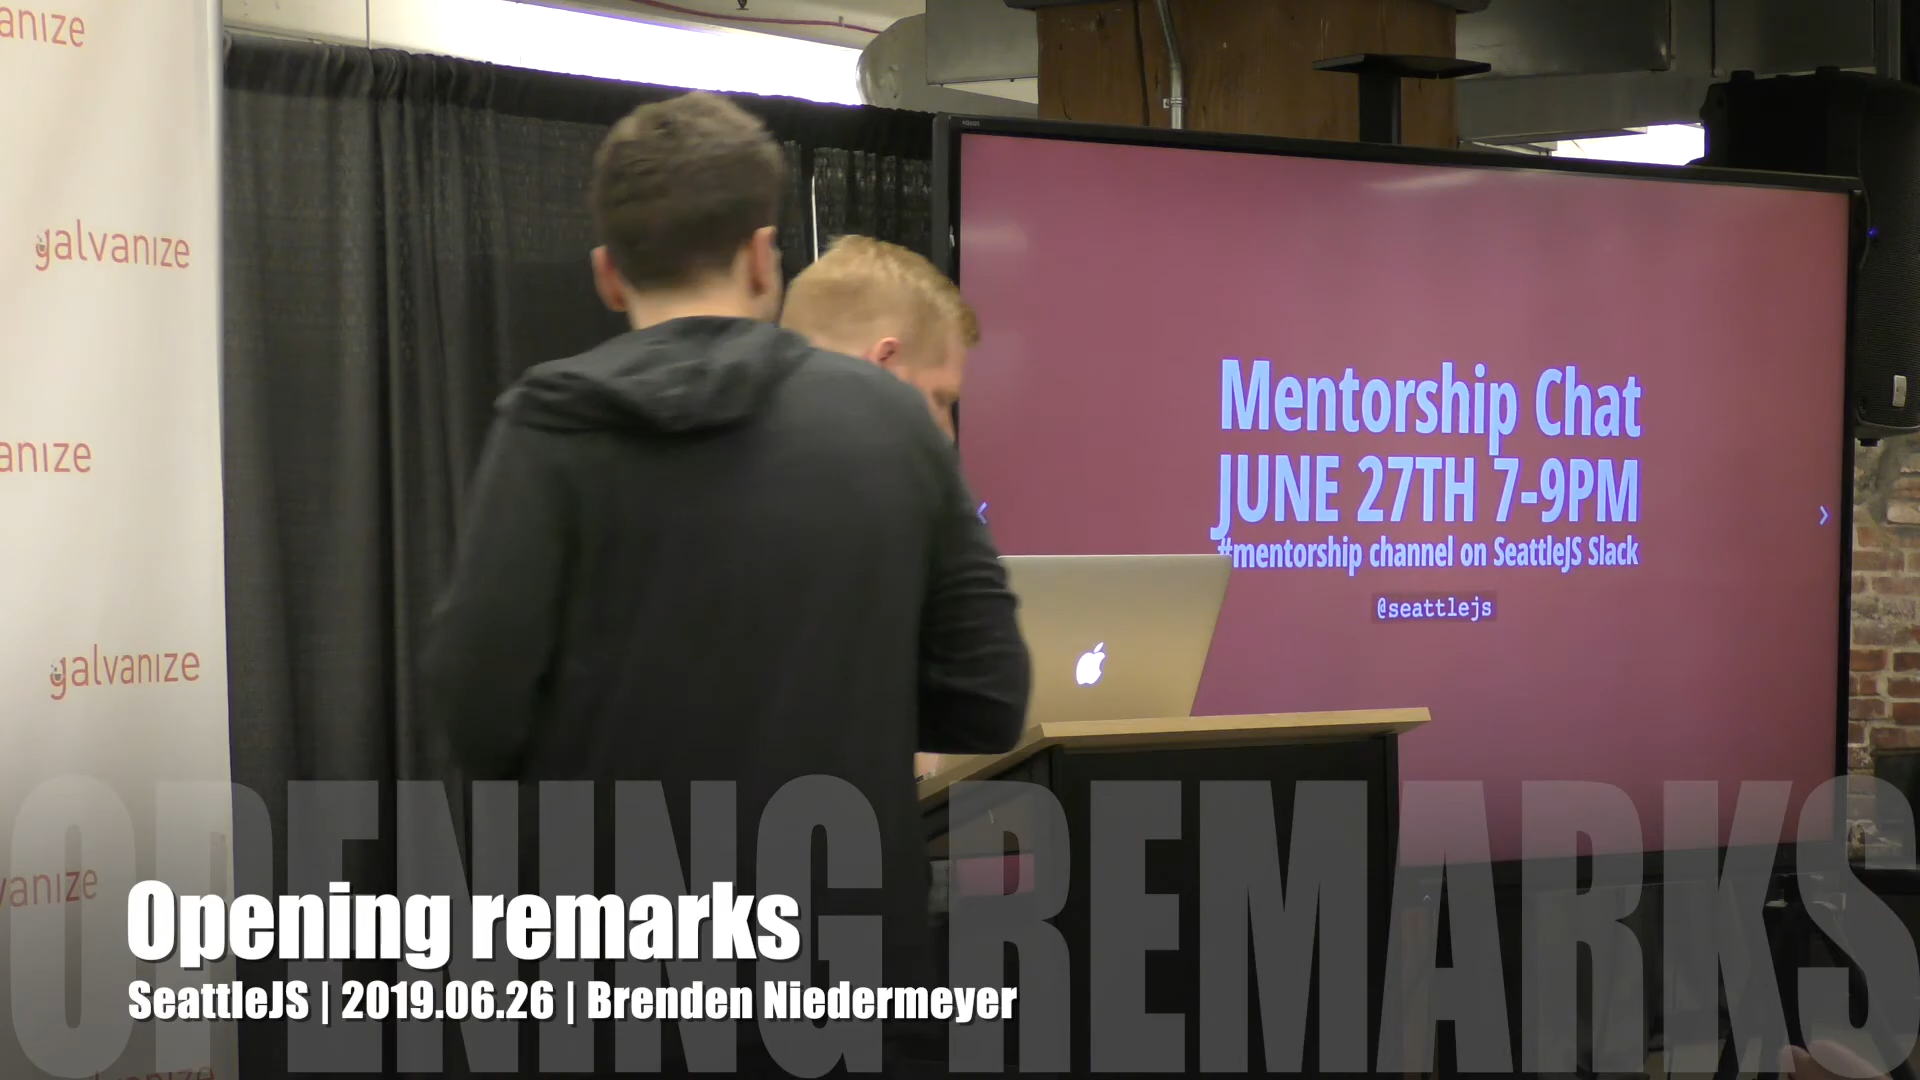 anize
galvanize
anize
galvanize
vanize
Mentorship Chat
JUNE 27TH 7-9PM
#mentorship channel on SeattleJS Slack
@seattlejs
OPENING REMARKS
Opening remarks
SeattleJS | 2019.06.26 | Brenden Niedermeyer